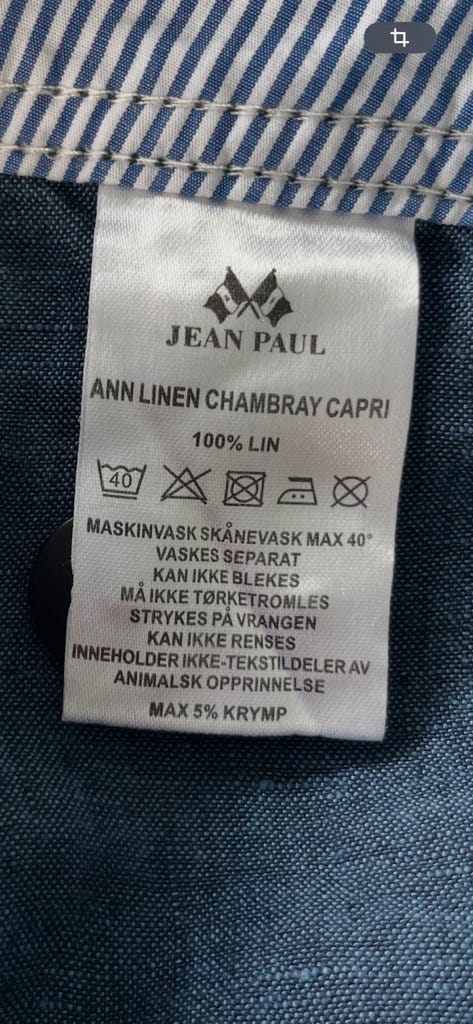 JEAN PAUL
ANN LINEN CHAMBRAY CAPRI
100% LIN
40
MASKINVASK SKÅNEVASK MAX 40°
VASKES SEPARAT
KAN IKKE BLEKES
MÅ IKKE TØRKETROMLES
STRYKES PÅ VRANGEN
KAN IKKE RENSES
INNEHOLDER IKKE-TEKSTILDELER AV
ANIMALSK OPPRINNELSE
MAX 5% KRYMP